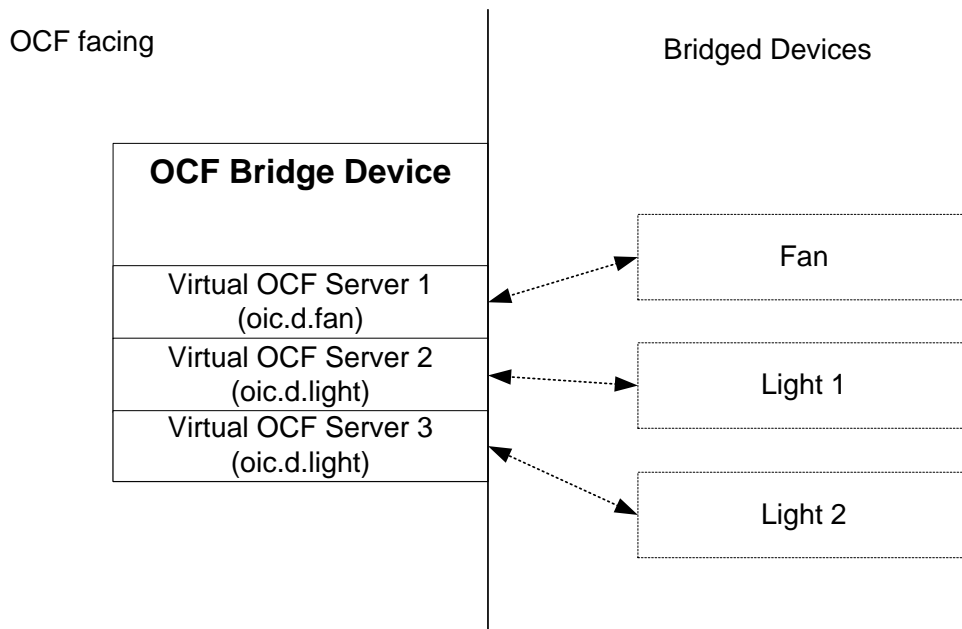 OCF facing
Bridged Devices
OCF Bridge Device
Virtual OCF Server 1
(oic.d.fan)
Virtual OCF Server 2
(oic.d.light)
Virtual OCF Server 3
(oic.d.light)
Fan
Light 1
Light 2